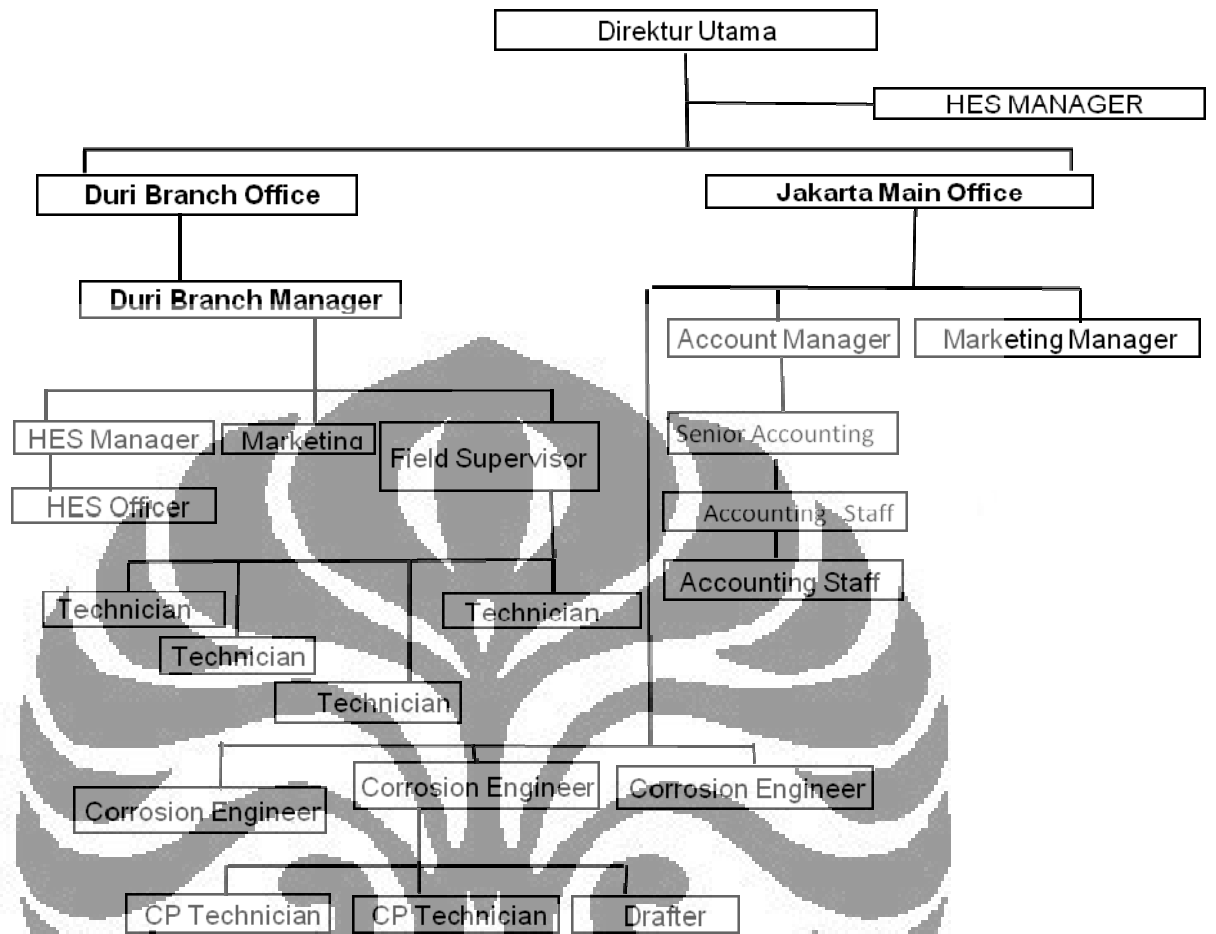 Direktur Utama
HES MANAGER
Duri Branch Office
Jakarta Main Office
Duri Branch Manager
Account Manager
Marketing Manager
HES Manager
Marketing
Field Supervisor
Senior Accounting
HES Officer
Accounting Staff
Accounting Staff
Technician
Technician
Technician
Technician
Corrosion Engineer
Corrosion Engineer
Corrosion Engineer
CP Technician
CP Technician
Drafter